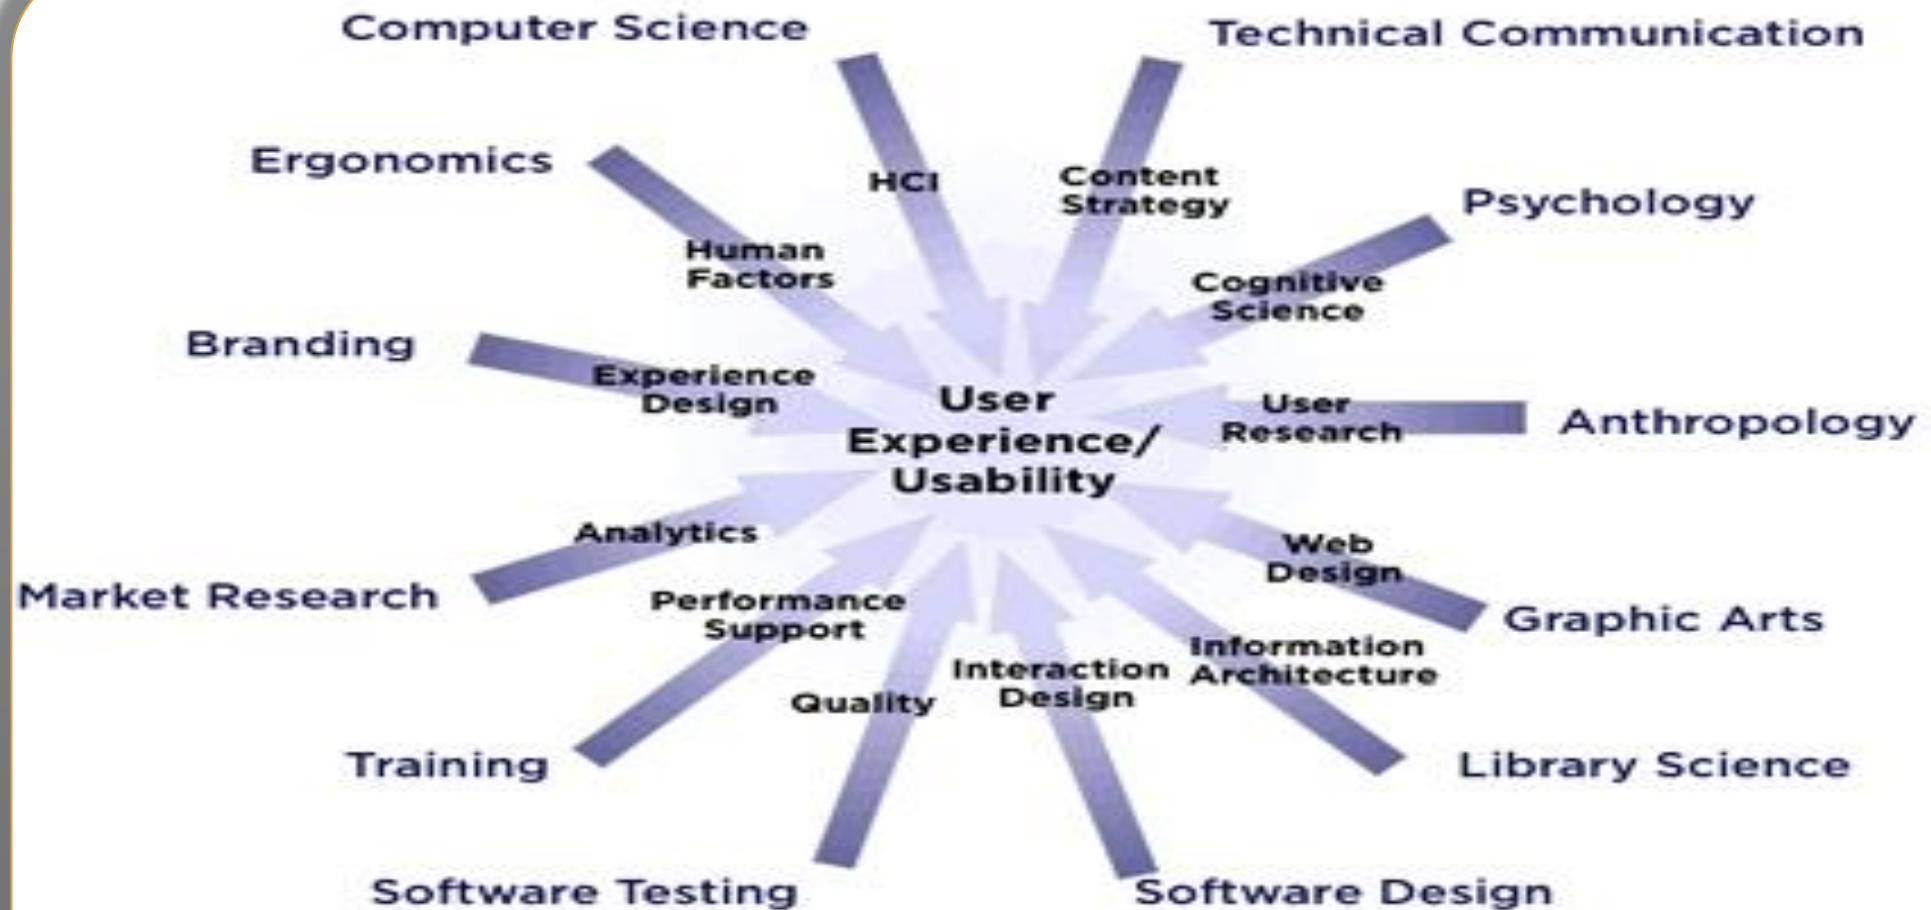 Computer Science
Technical Communication
Ergonomics
HCI
Content
Strategy
Psychology
Human
Factors
Cognitive
Science
Branding
Experience
Design
User
Experience/
Usability
User
Research
Anthropology
Analytics
Market Research
Web
Design
Graphic Arts
Performance
Support
Information
Architecture
Interaction
Design
Quality
Training
Library Science
Software Testing
Software Design